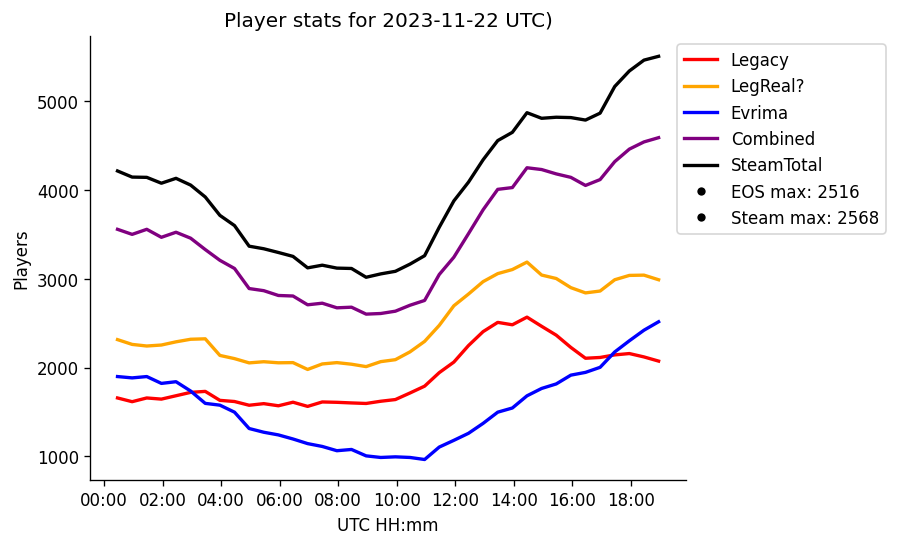 Player stats for 2023-11-22 UTC)
Legacy
LegReal?
Evrima
Combined
SteamTotal
EOS max: 2516
Steam max: 2568
Players
5000
4000
3000
2000
1000
00:00 02:00 04:00 06:00 08:00 10:00 12:00 14:00 16:00 18:00
UTC HH:mm